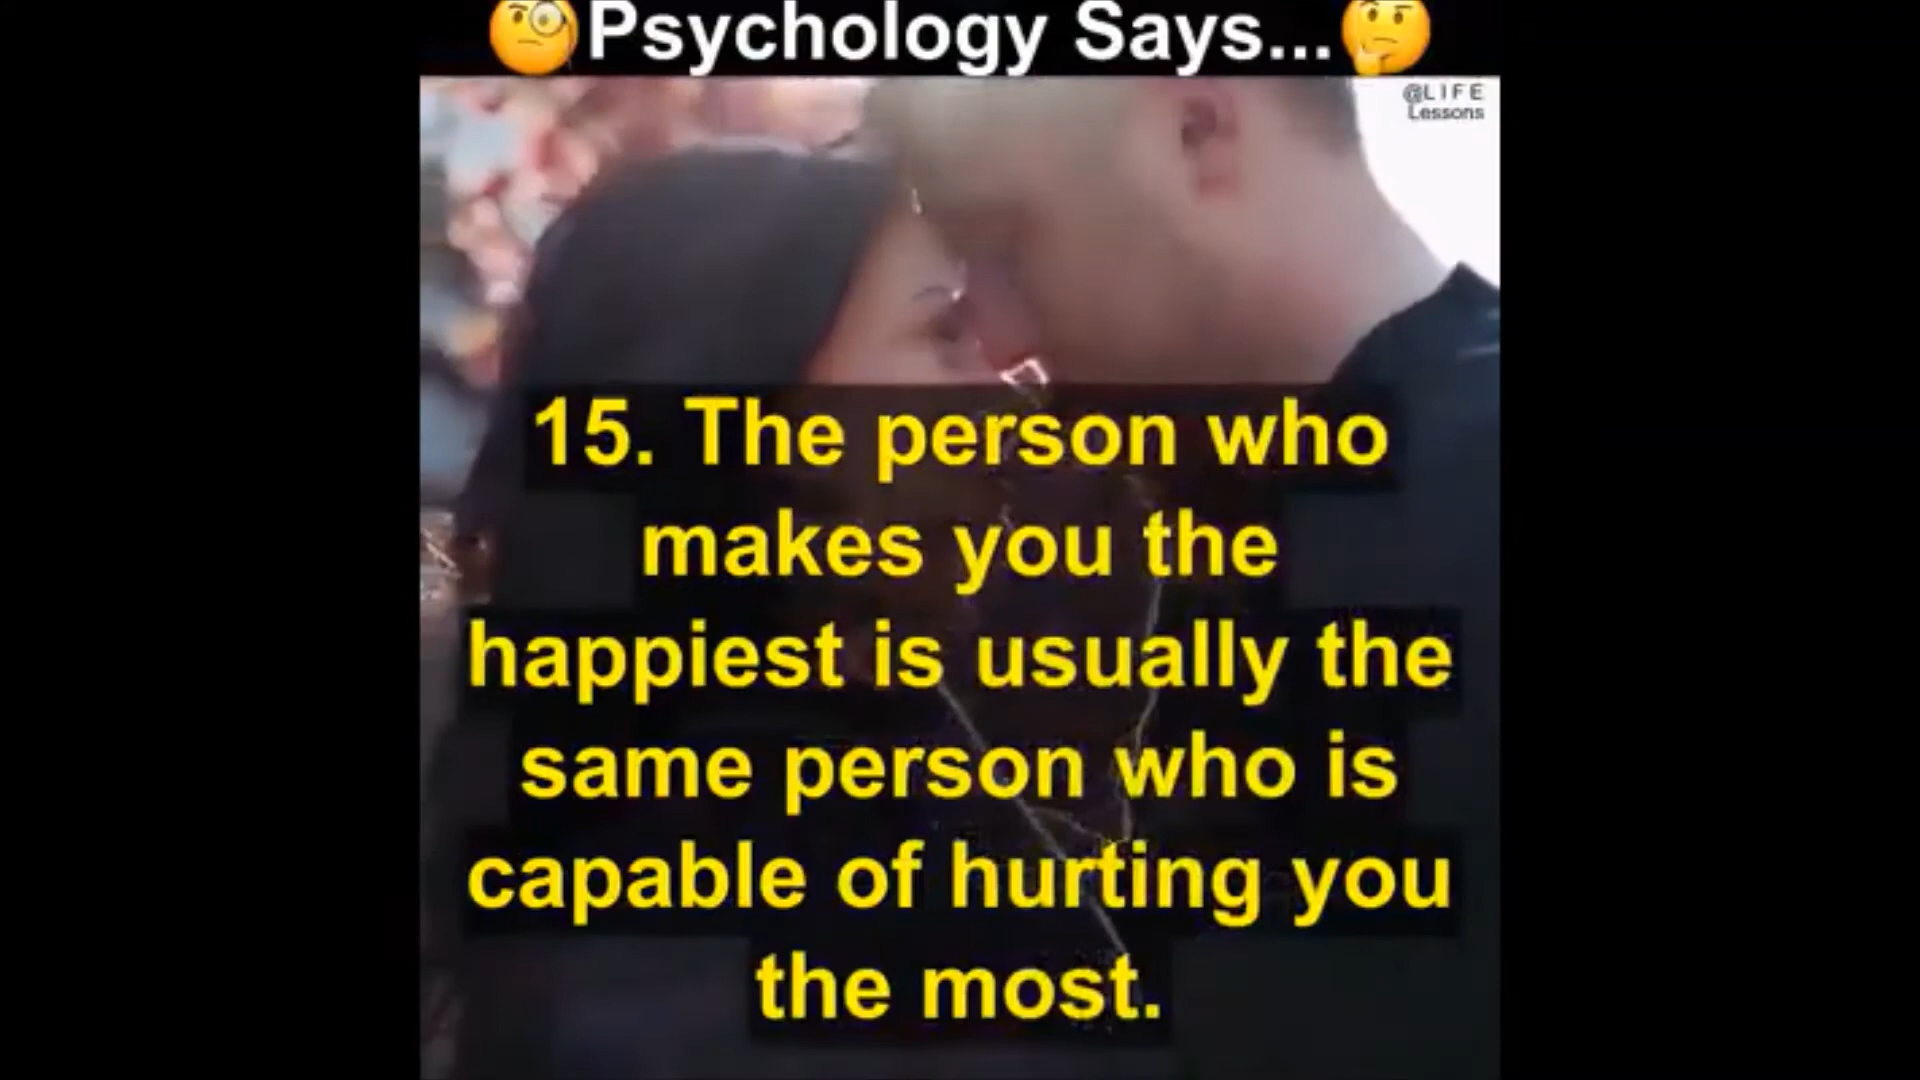 🧐Psychology Says...🤔
@LIFE
Lessons
15. The person who
makes you the
happiest is usually the
same person who is
capable of hurting you
the most.